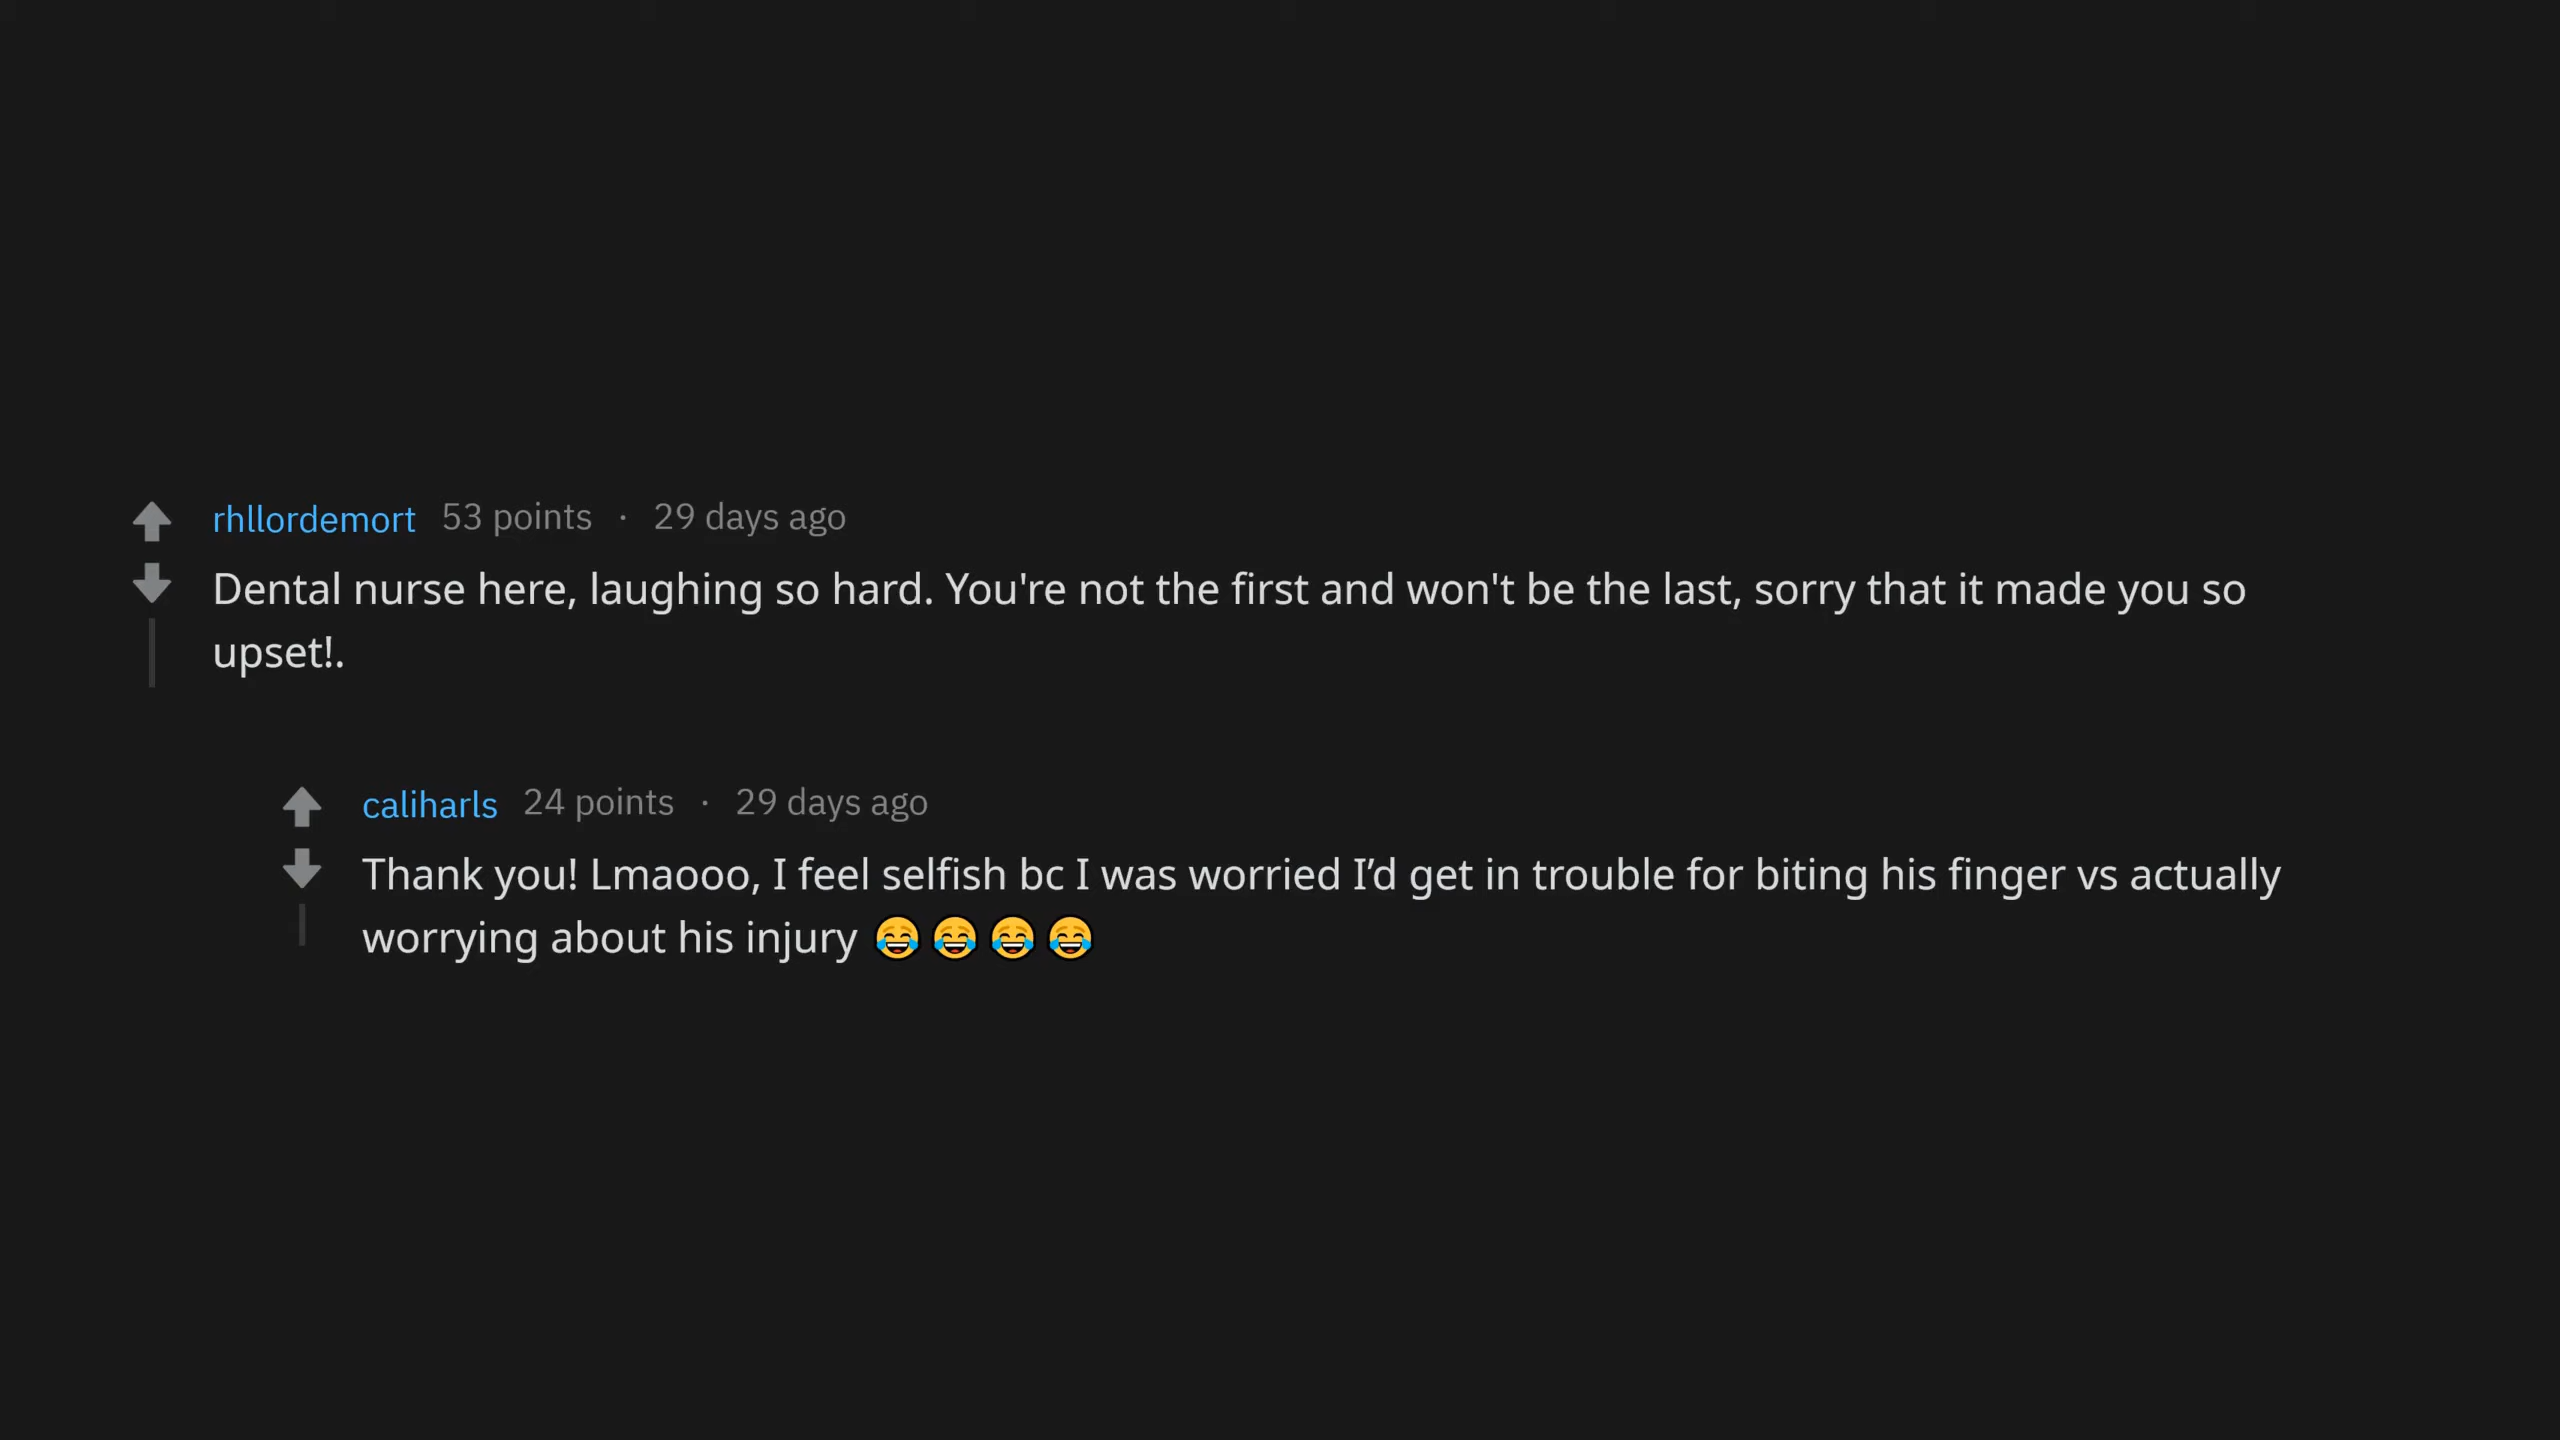 rhllordemort 53 points · 29 days ago
Dental nurse here, laughing so hard. You're not the first and won't be the last, sorry that it made you so
upset!.
caliharls 24 points · 29 days ago
Thank you! Lmaooo, I feel selfish bc I was worried I’d get in trouble for biting his finger vs actually
worrying about his injury 😂😂😂😂